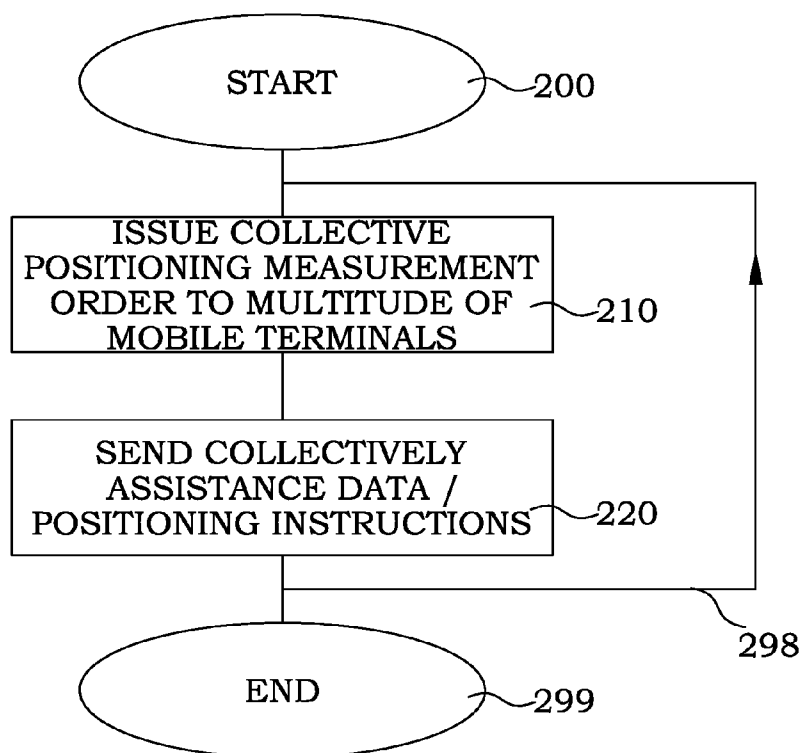 START
200
ISSUE COLLECTIVE
POSITIONING MEASUREMENT
ORDER TO MULTITUDE OF
MOBILE TERMINALS
210
SEND COLLECTIVELY
ASSISTANCE DATA /
POSITIONING INSTRUCTIONS
220
298
END
299